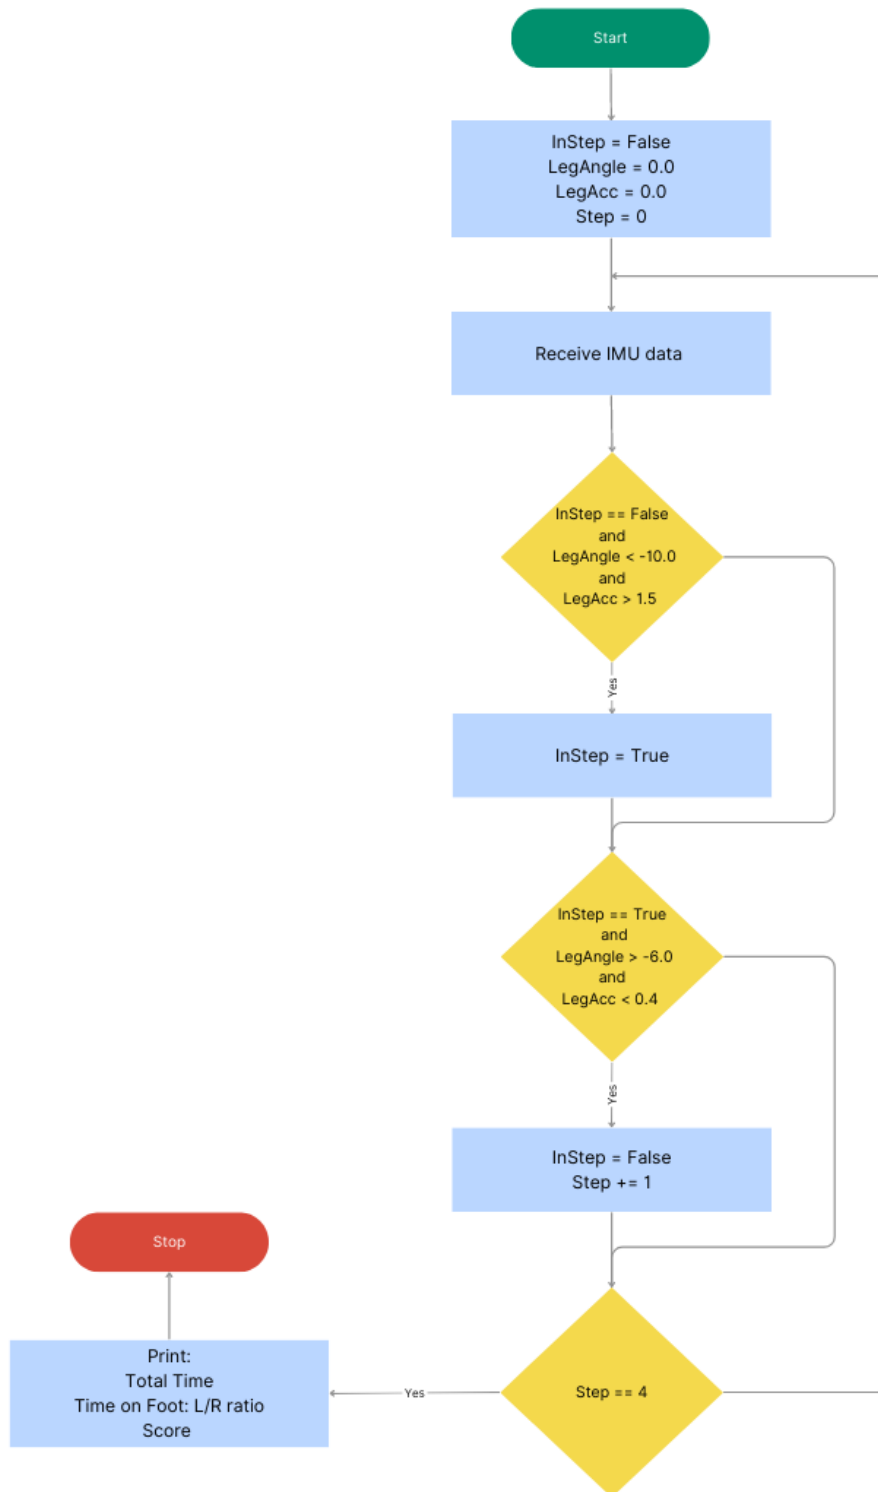 Start
InStep = False
LegAngle = 0.0
LegAcc = 0.0
Step = 0
Receive IMU data
InStep == False
and
LegAngle < -10.0
and
LegAcc > 1.5
Yes
InStep = True
InStep == True
and
LegAngle > -6.0
and
LegAcc < 0.4
Yes
InStep = False
Step += 1
Stop
Print:
Total Time
Time on Foot: L/R ratio
Score
Yes
Step == 4